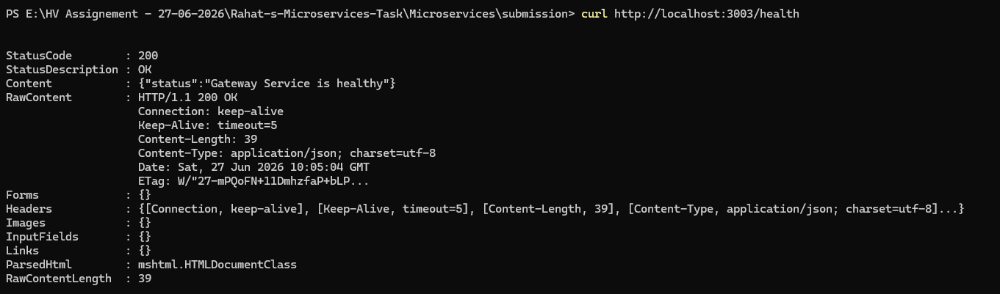 PS E:\HV Assignement - 27-06-2026\Rahat-s-Microservices-Task\Microservices\submission> curl http://localhost:3003/health
StatusCode        : 200
StatusDescription : OK
Content           : {"status":"Gateway Service is healthy"}
RawContent        : HTTP/1.1 200 OK
                    Connection: keep-alive
                    Keep-Alive: timeout=5
                    Content-Length: 39
                    Content-Type: application/json; charset=utf-8
                    Date: Sat, 27 Jun 2026 10:05:04 GMT
                    ETag: W/"27-mPQoFN+11DmhzfaP+bLP...
Forms             : {}
Headers           : {[Connection, keep-alive], [Keep-Alive, timeout=5], [Content-Length, 39], [Content-Type, application/json; charset=utf-8]...}
Images            : {}
InputFields       : {}
Links             : {}
ParsedHtml        : mshtml.HTMLDocumentClass
RawContentLength  : 39